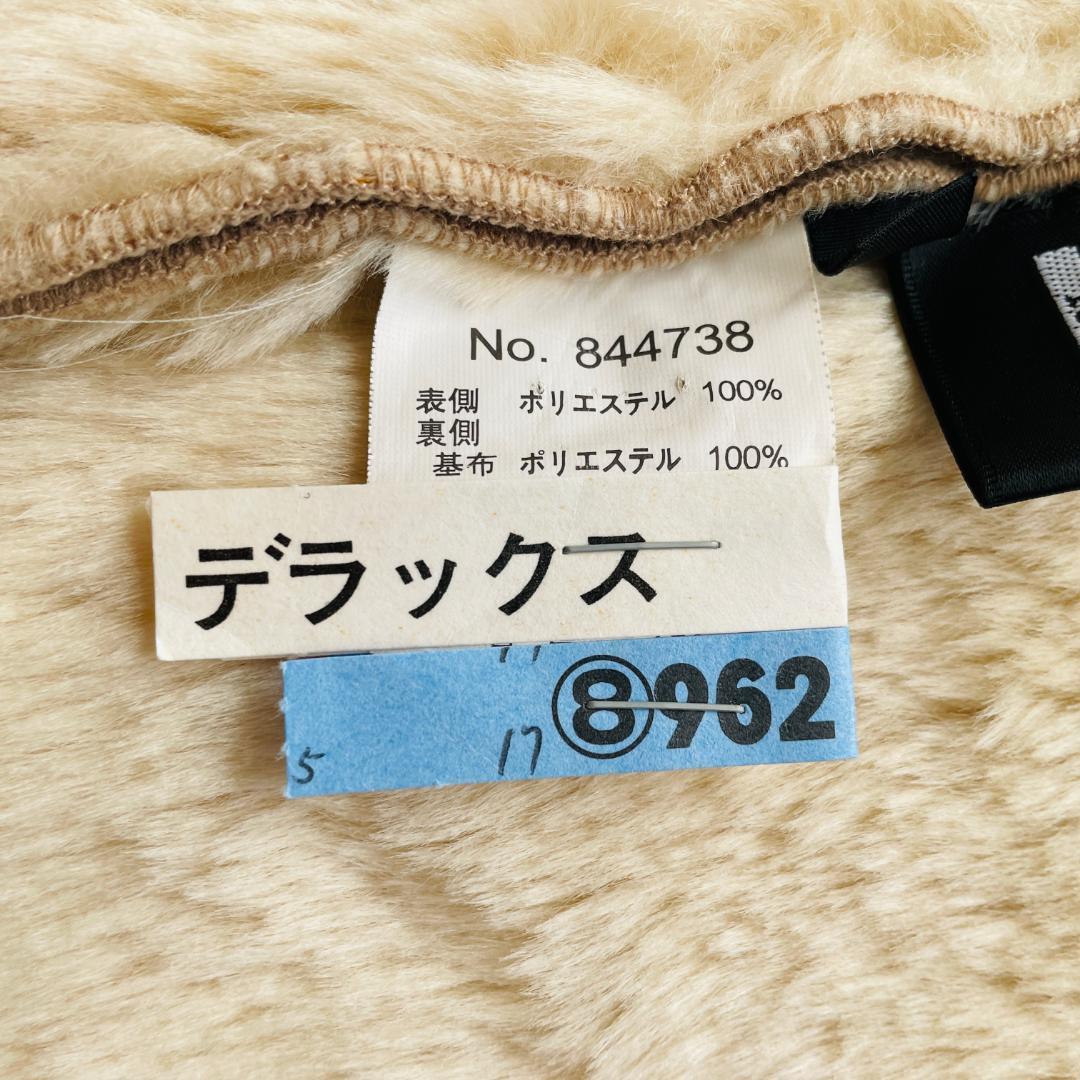 No. 844738
表側 ポリエステル 100%
裏側
基布 ポリエステル 100%
デラックス
⑧962
5 17